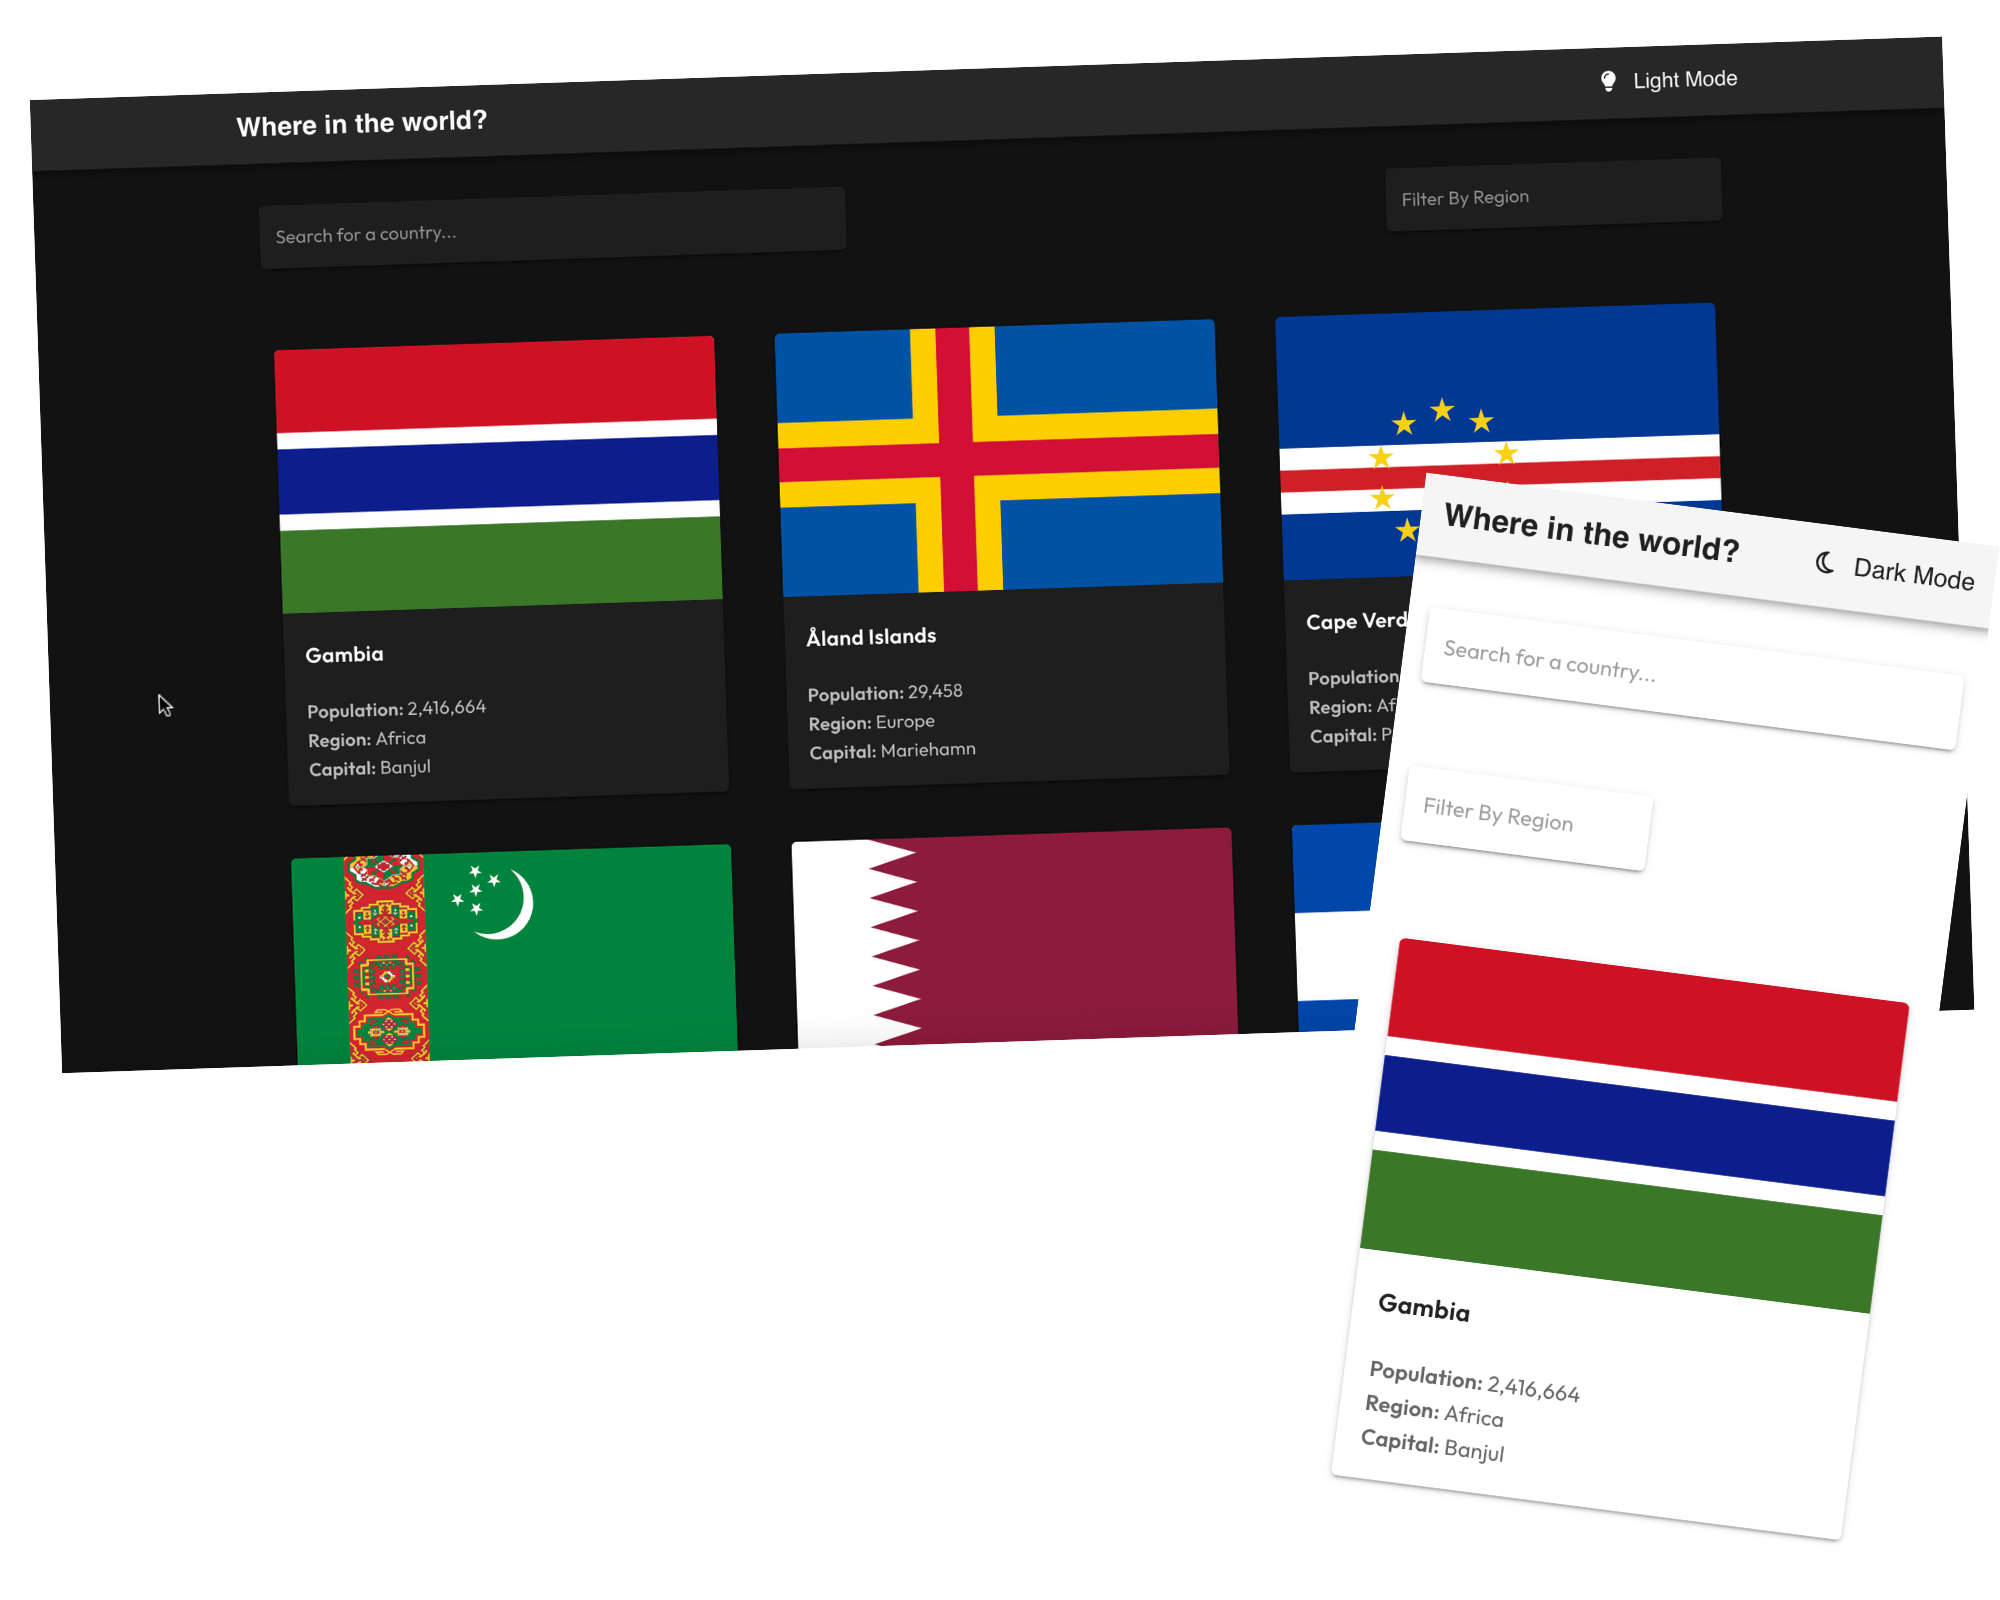 Where in the world?
Light Mode
Search for a country...
Filter By Region
Gambia
Population: 2,416,664
Region: Africa
Capital: Banjul
Åland Islands
Population: 29,458
Region: Europe
Capital: Mariehamn
Cape Verd
Population
Region: Af
Capital: P
Where in the world?
Dark Mode
Search for a country...
Filter By Region
Gambia
Population: 2,416,664
Region: Africa
Capital: Banjul